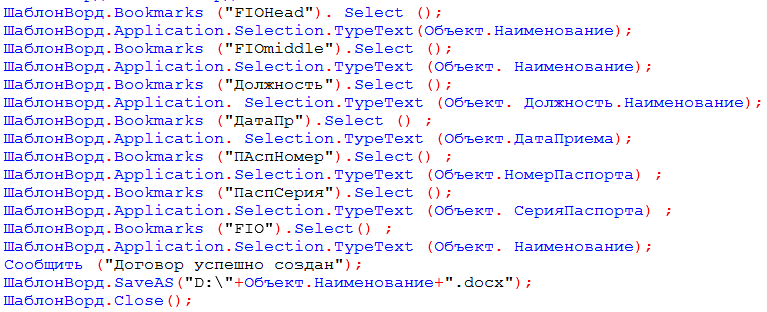 ШаблонВорд.Bookmarks ("FIOHead"). Select ();
ШаблонВорд.Application.Selection.TypeText(Объект.Наименование);
ШаблонВорд.Bookmarks ("FIOmiddle").Select ();
ШаблонВорд.Application.Selection.TypeText (Объект. Наименование);
ШаблонВорд.Bookmarks ("Должность").Select ();
Шаблонворд.Application. Selection.TypeText (Объект. Должность.Наименование);
ШаблонВорд.Bookmarks ("ДатаПр").Select () ;
ШаблонВорд.Application. Selection.TypeText (Объект.ДатаПриема);
ШаблонВорд.Bookmarks ("ПАспНомер").Select() ;
ШаблонВорд.Application.Selection.TypeText (Объект.НомерПаспорта) ;
ШаблонВорд.Bookmarks ("ПаспСерия").Select ();
ШаблонВорд.Application.Selection.TypeText (Объект. СерияПаспорта) ;
ШаблонВорд.Bookmarks ("FIO").Select() ;
ШаблонВорд.Application.Selection.TypeText (Объект. Наименование);
Сообщить ("Договор успешно создан");
ШаблонВорд.SaveAS("D:\"+Объект.Наименование+".docx");
ШаблонВорд.Close();